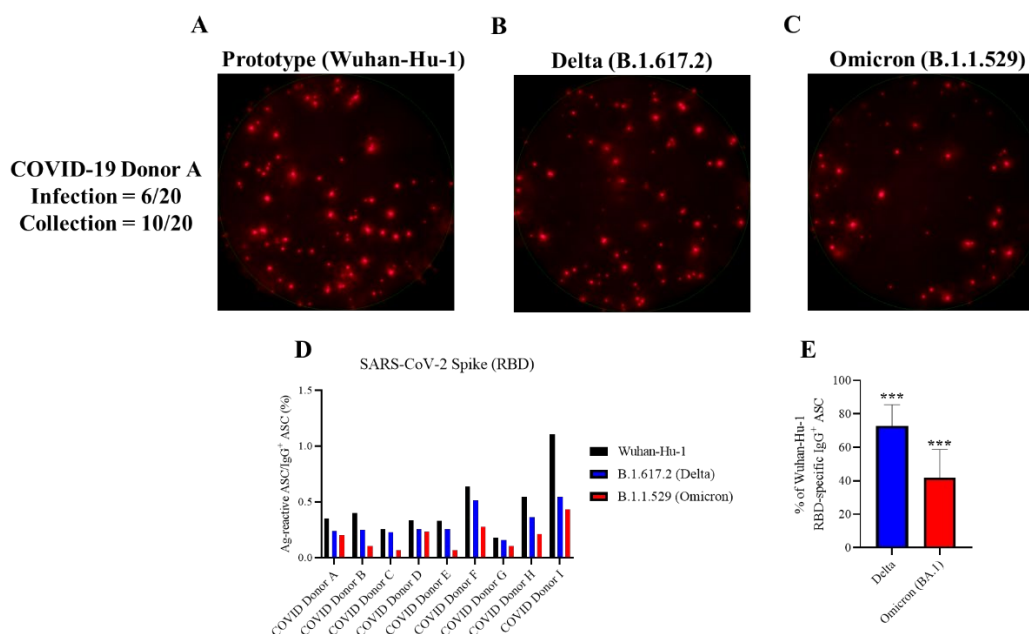 A
B
C
Prototype (Wuhan-Hu-1)
Delta (B.1.617.2)
Omicron (B.1.1.529)
COVID-19 Donor A
Infection = 6/20
Collection = 10/20
D
SARS-CoV-2 Spike (RBD)
Ag-reactive ASC/IgG⁺ ASC (%)
1.5
1.0
0.5
0.0
Wuhan-Hu-1
B.1.617.2 (Delta)
B.1.1.529 (Omicron)
COVID Donor A
COVID Donor B
COVID Donor C
COVID Donor D
COVID Donor E
COVID Donor F
COVID Donor G
COVID Donor H
COVID Donor I
E
% of Wuhan-Hu-1
RBD-specific IgG⁺ ASC
100
80
60
40
20
0
***
***
Delta
Omicron (BA.1)